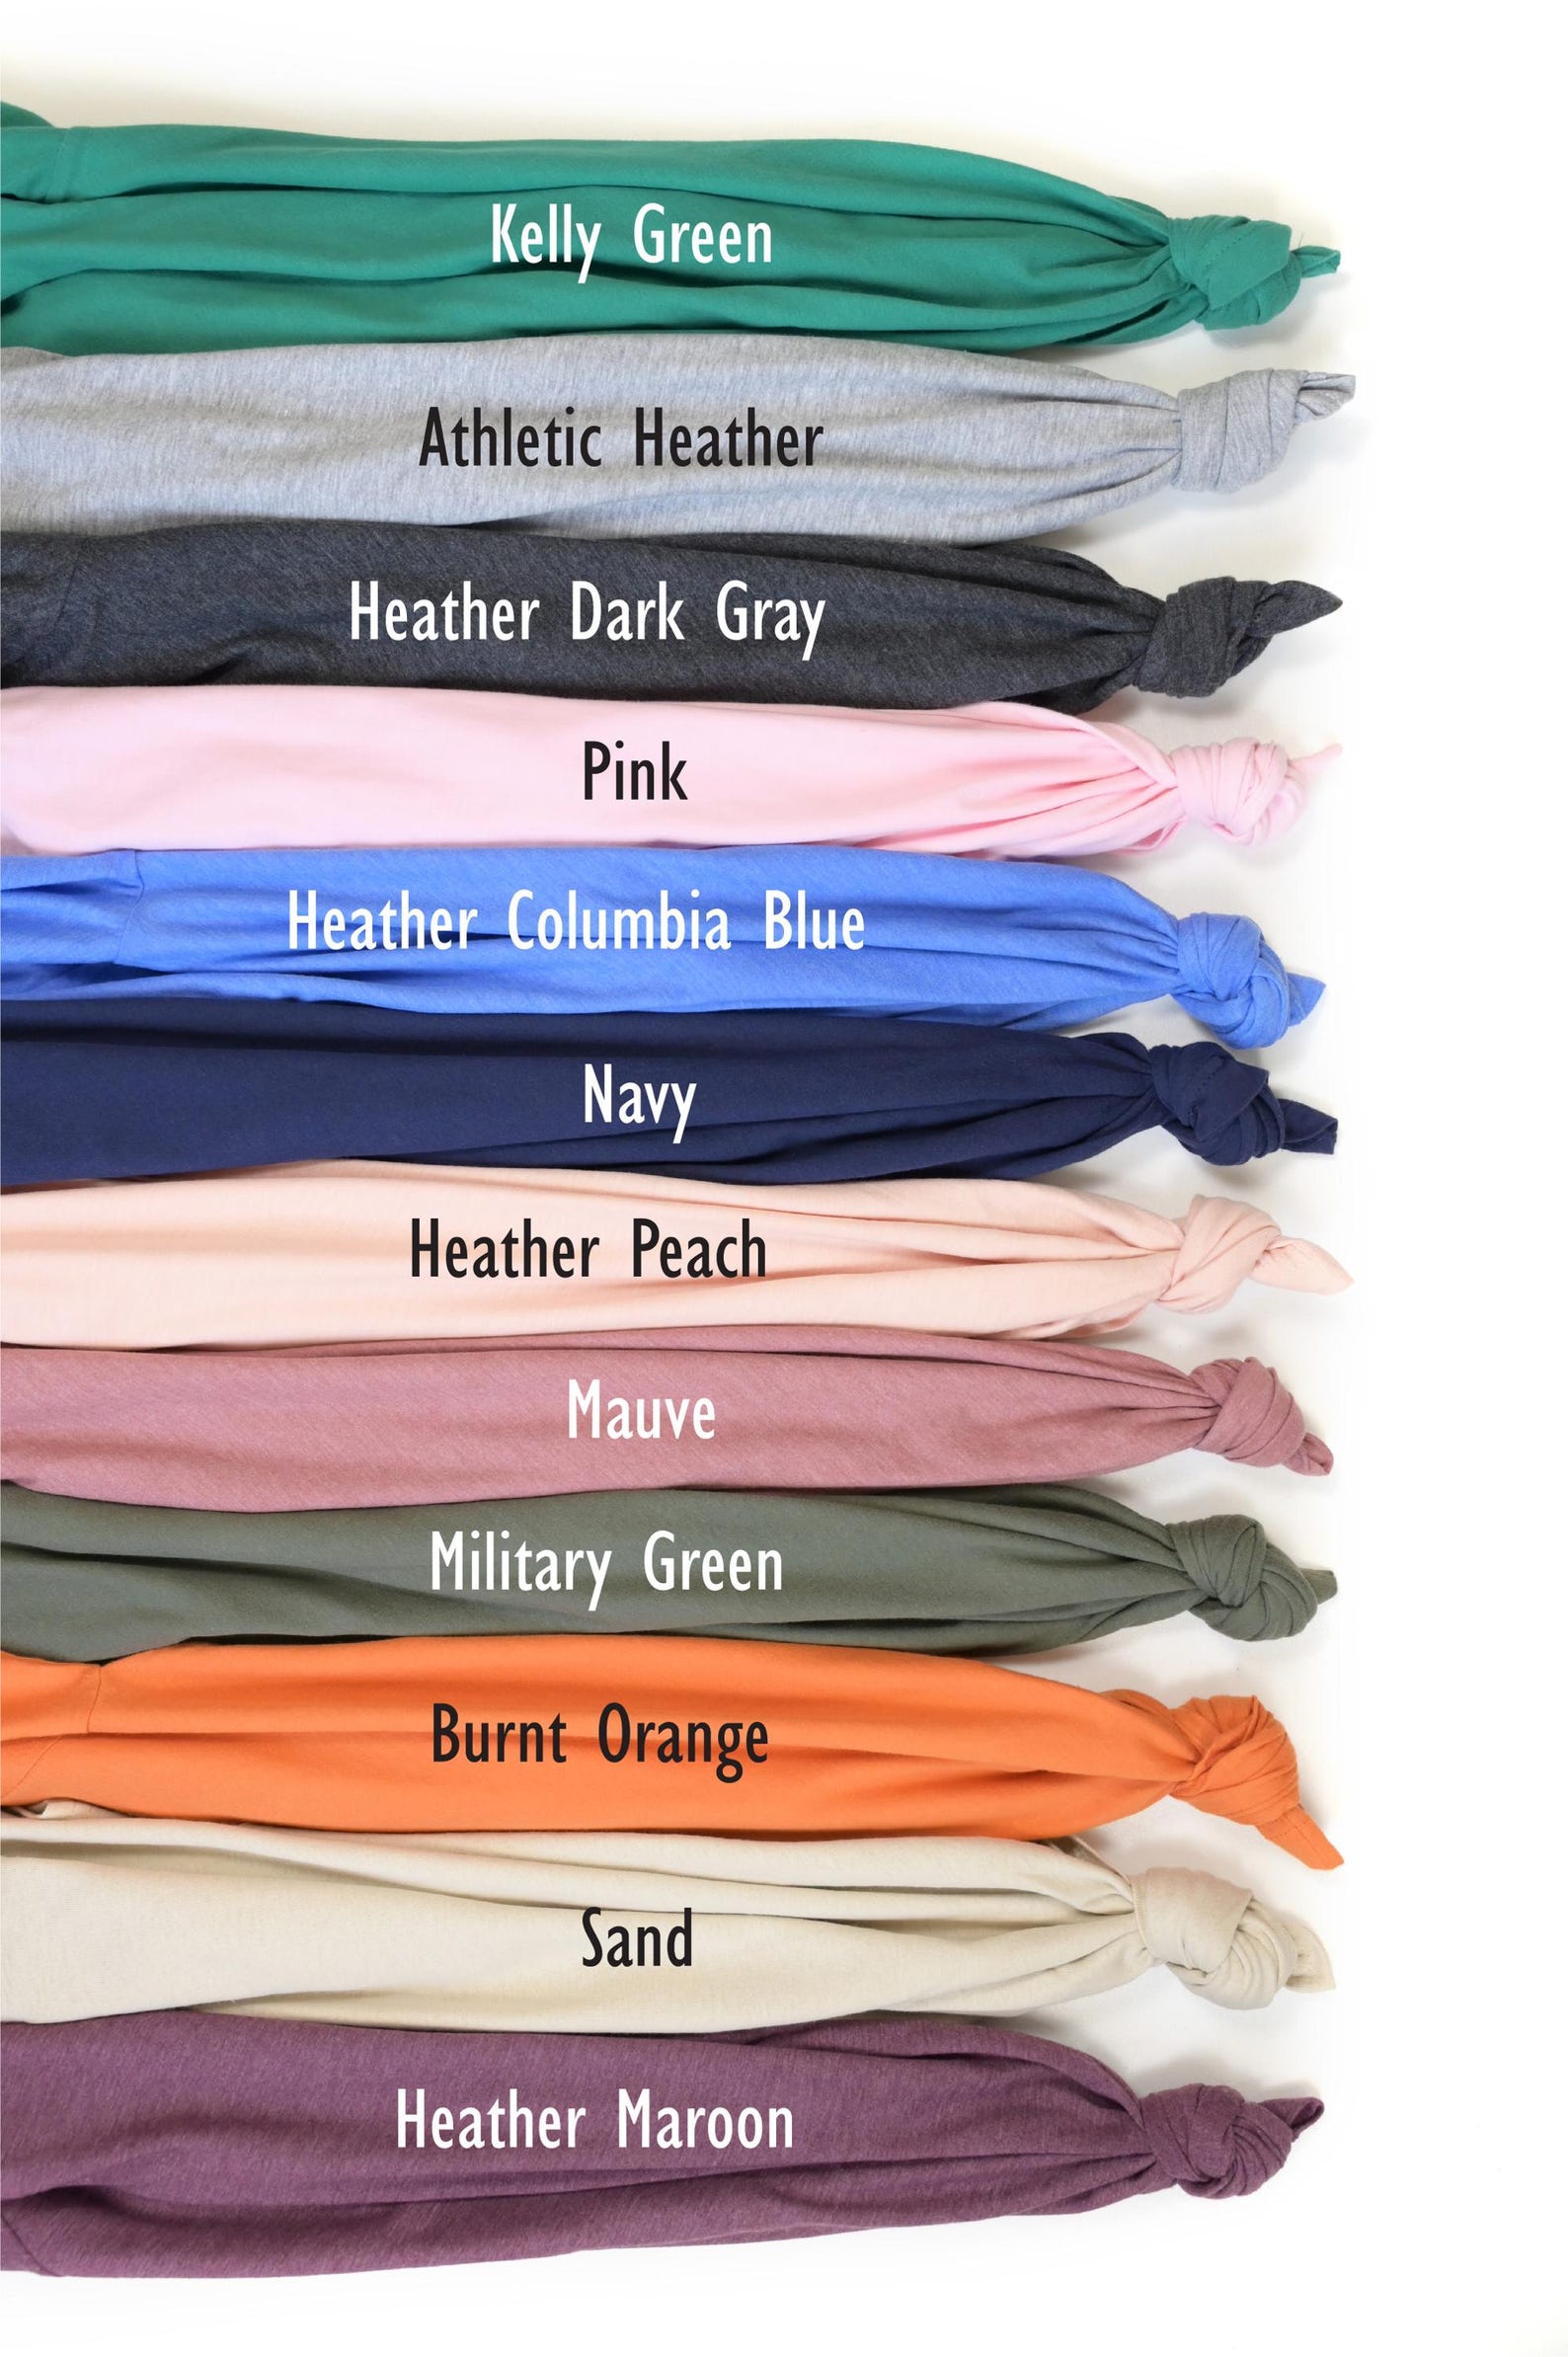 Kelly Green
Athletic Heather
Heather Dark Gray
Pink
Heather Columbia Blue
Navy
Heather Peach
Mauve
Military Green
Burnt Orange
Sand
Heather Maroon